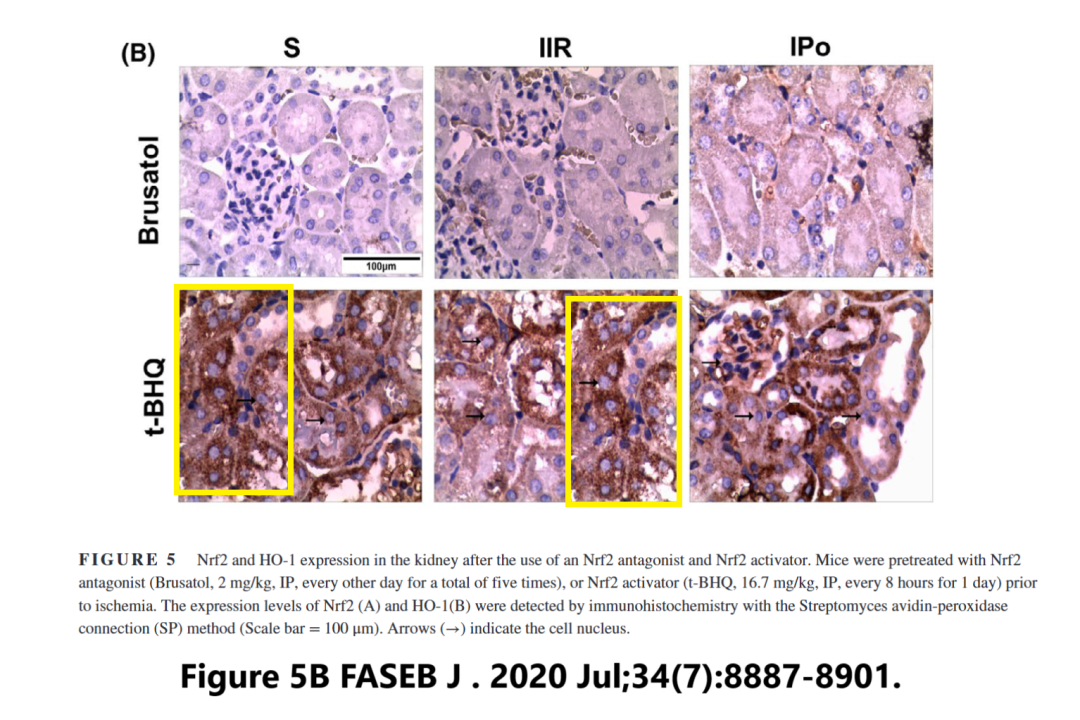 (B) S IIR IPo
Brusatol
100μm
t-BHQ
FIGURE 5 Nrf2 and HO-1 expression in the kidney after the use of an Nrf2 antagonist and Nrf2 activator. Mice were pretreated with Nrf2
antagonist (Brusatol, 2 mg/kg, IP, every other day for a total of five times), or Nrf2 activator (t-BHQ, 16.7 mg/kg, IP, every 8 hours for 1 day) prior
to ischemia. The expression levels of Nrf2 (A) and HO-1(B) were detected by immunohistochemistry with the Streptomyces avidin-peroxidase
connection (SP) method (Scale bar = 100 μm). Arrows (→) indicate the cell nucleus.
Figure 5B FASEB J . 2020 Jul;34(7):8887-8901.